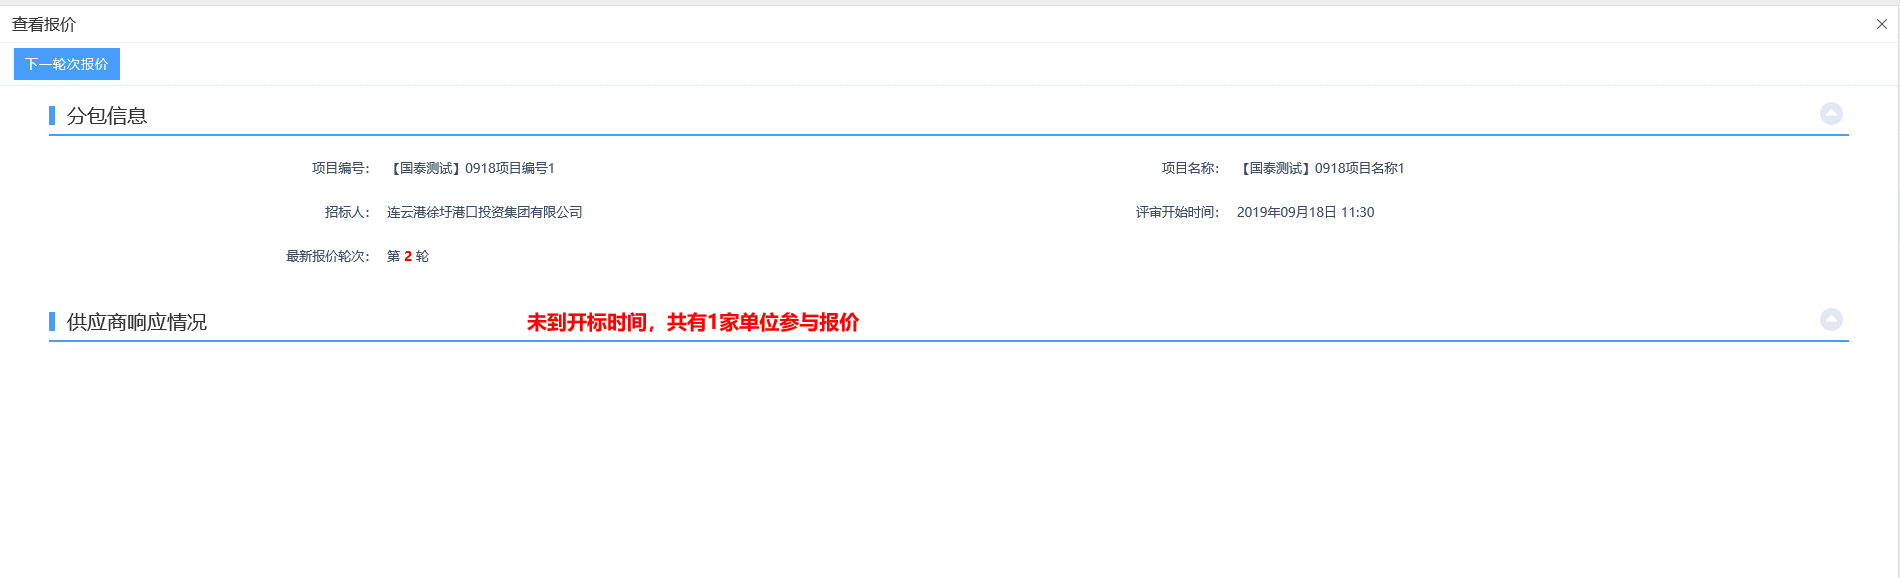 查看报价
下一轮次报价
分包信息
项目编号： 【国泰测试】0918项目编号1 项目名称： 【国泰测试】0918项目名称1
招标人： 连云港徐圩港口投资集团有限公司 评审开始时间： 2019年09月18日 11:30
最新报价轮次： 第 2 轮
供应商响应情况 未到开标时间，共有1家单位参与报价